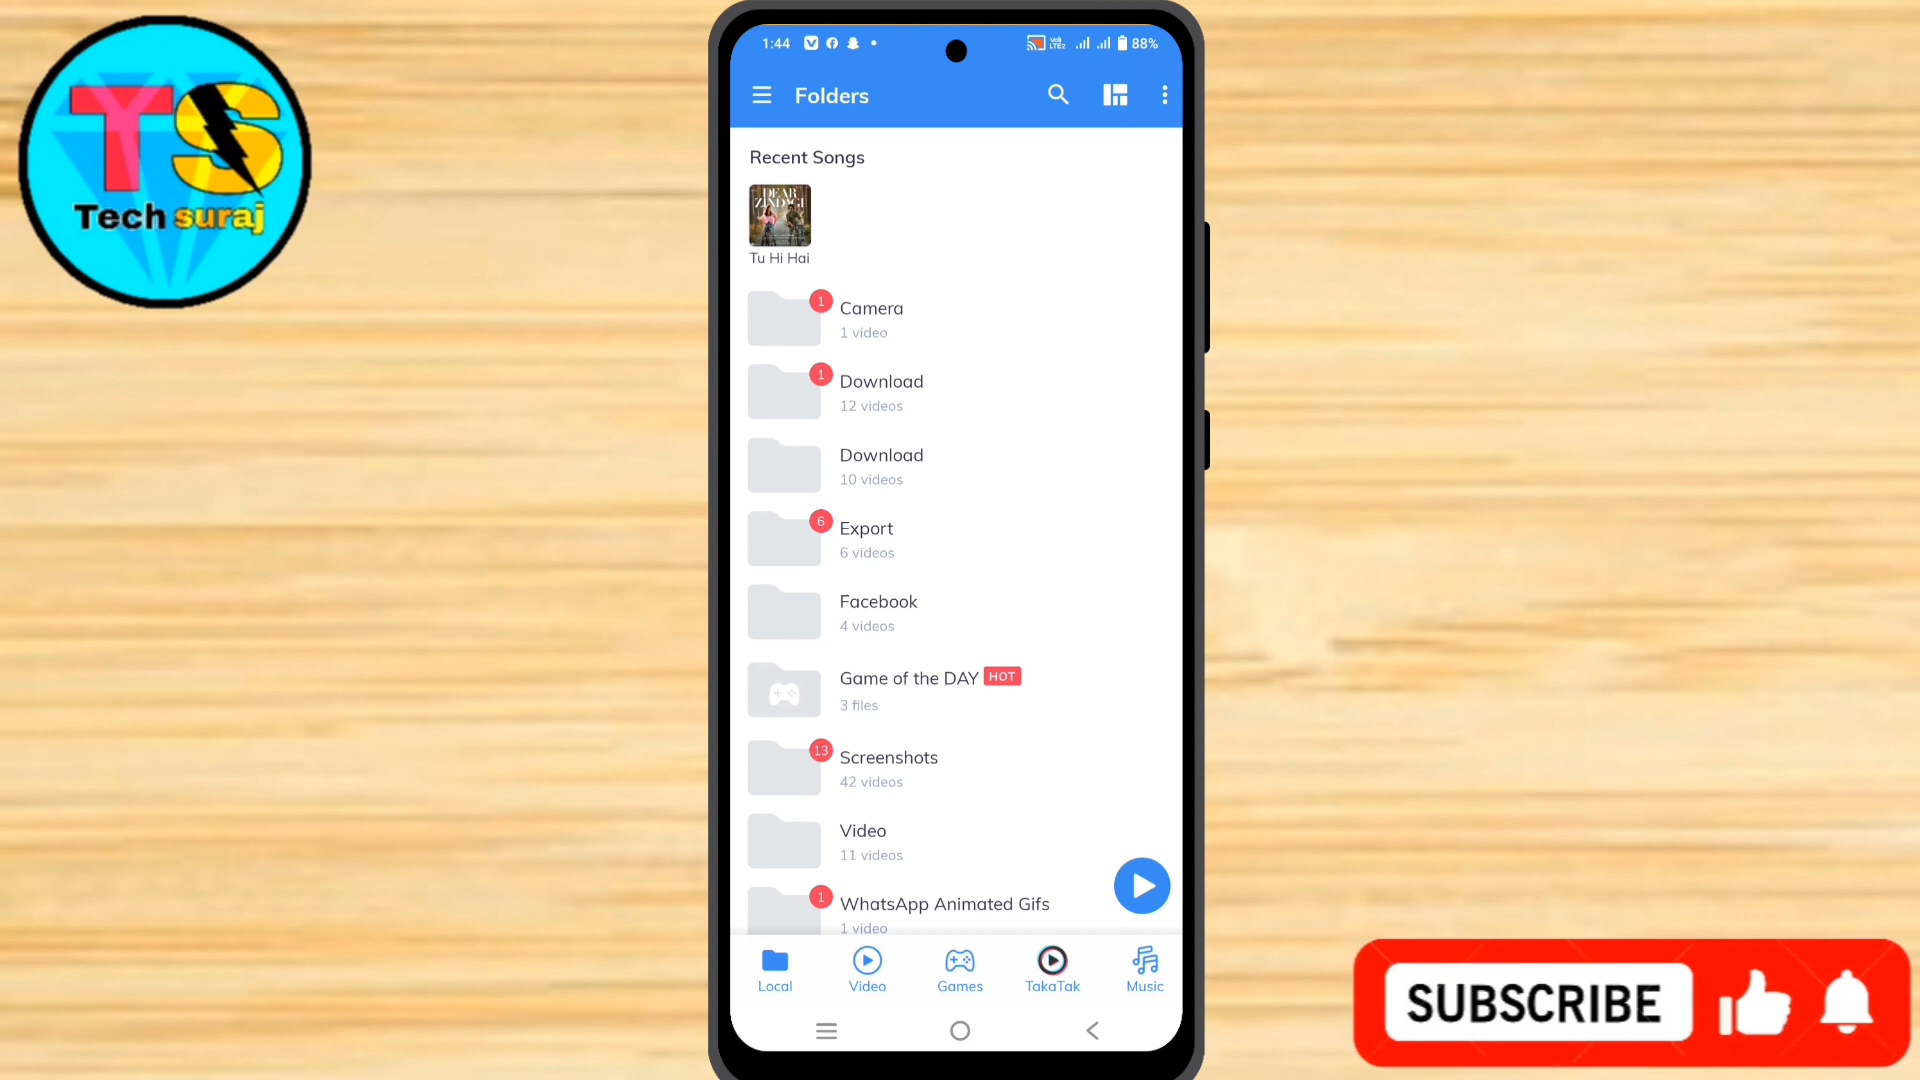 TS
Tech suraj
1:44
88%
Folders
Recent Songs
DEAR
ZINDAGI
Tu Hi Hai
1
Camera
1 video
1
Download
12 videos
Download
10 videos
6
Export
6 videos
Facebook
4 videos
Game of the DAY HOT
3 files
13
Screenshots
42 videos
Video
11 videos
1
WhatsApp Animated Gifs
1 video
Local
Video
Games
TakaTak
Music
SUBSCRIBE